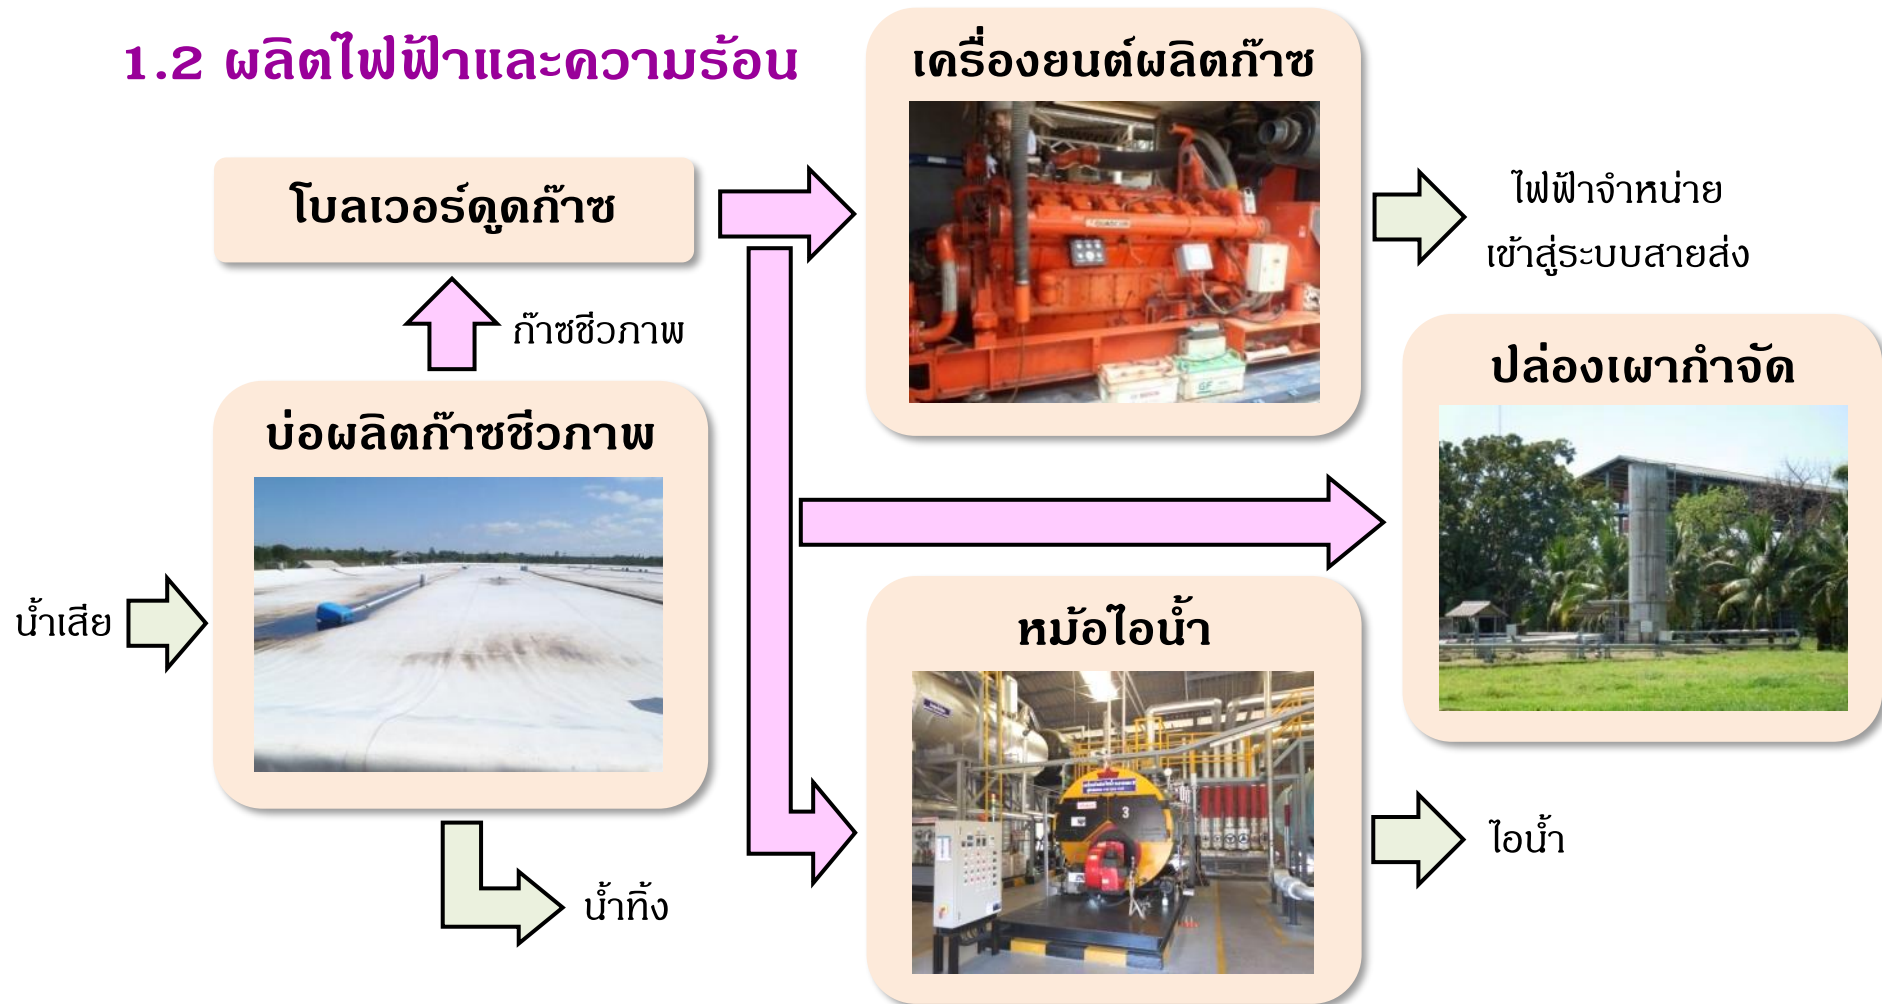 1.2 ผลิตไฟฟ้าและความร้อน
เครื่องยนต์ผลิตก๊าซ
โบลเวอร์ดูดก๊าซ
ไฟฟ้าจำหน่าย
เข้าสู่ระบบสายส่ง
ก๊าซชีวภาพ
ปล่องเผากำจัด
บ่อผลิตก๊าซชีวภาพ
น้ำเสีย
หม้อไอน้ำ
3
ไอน้ำ
น้ำทิ้ง
GF